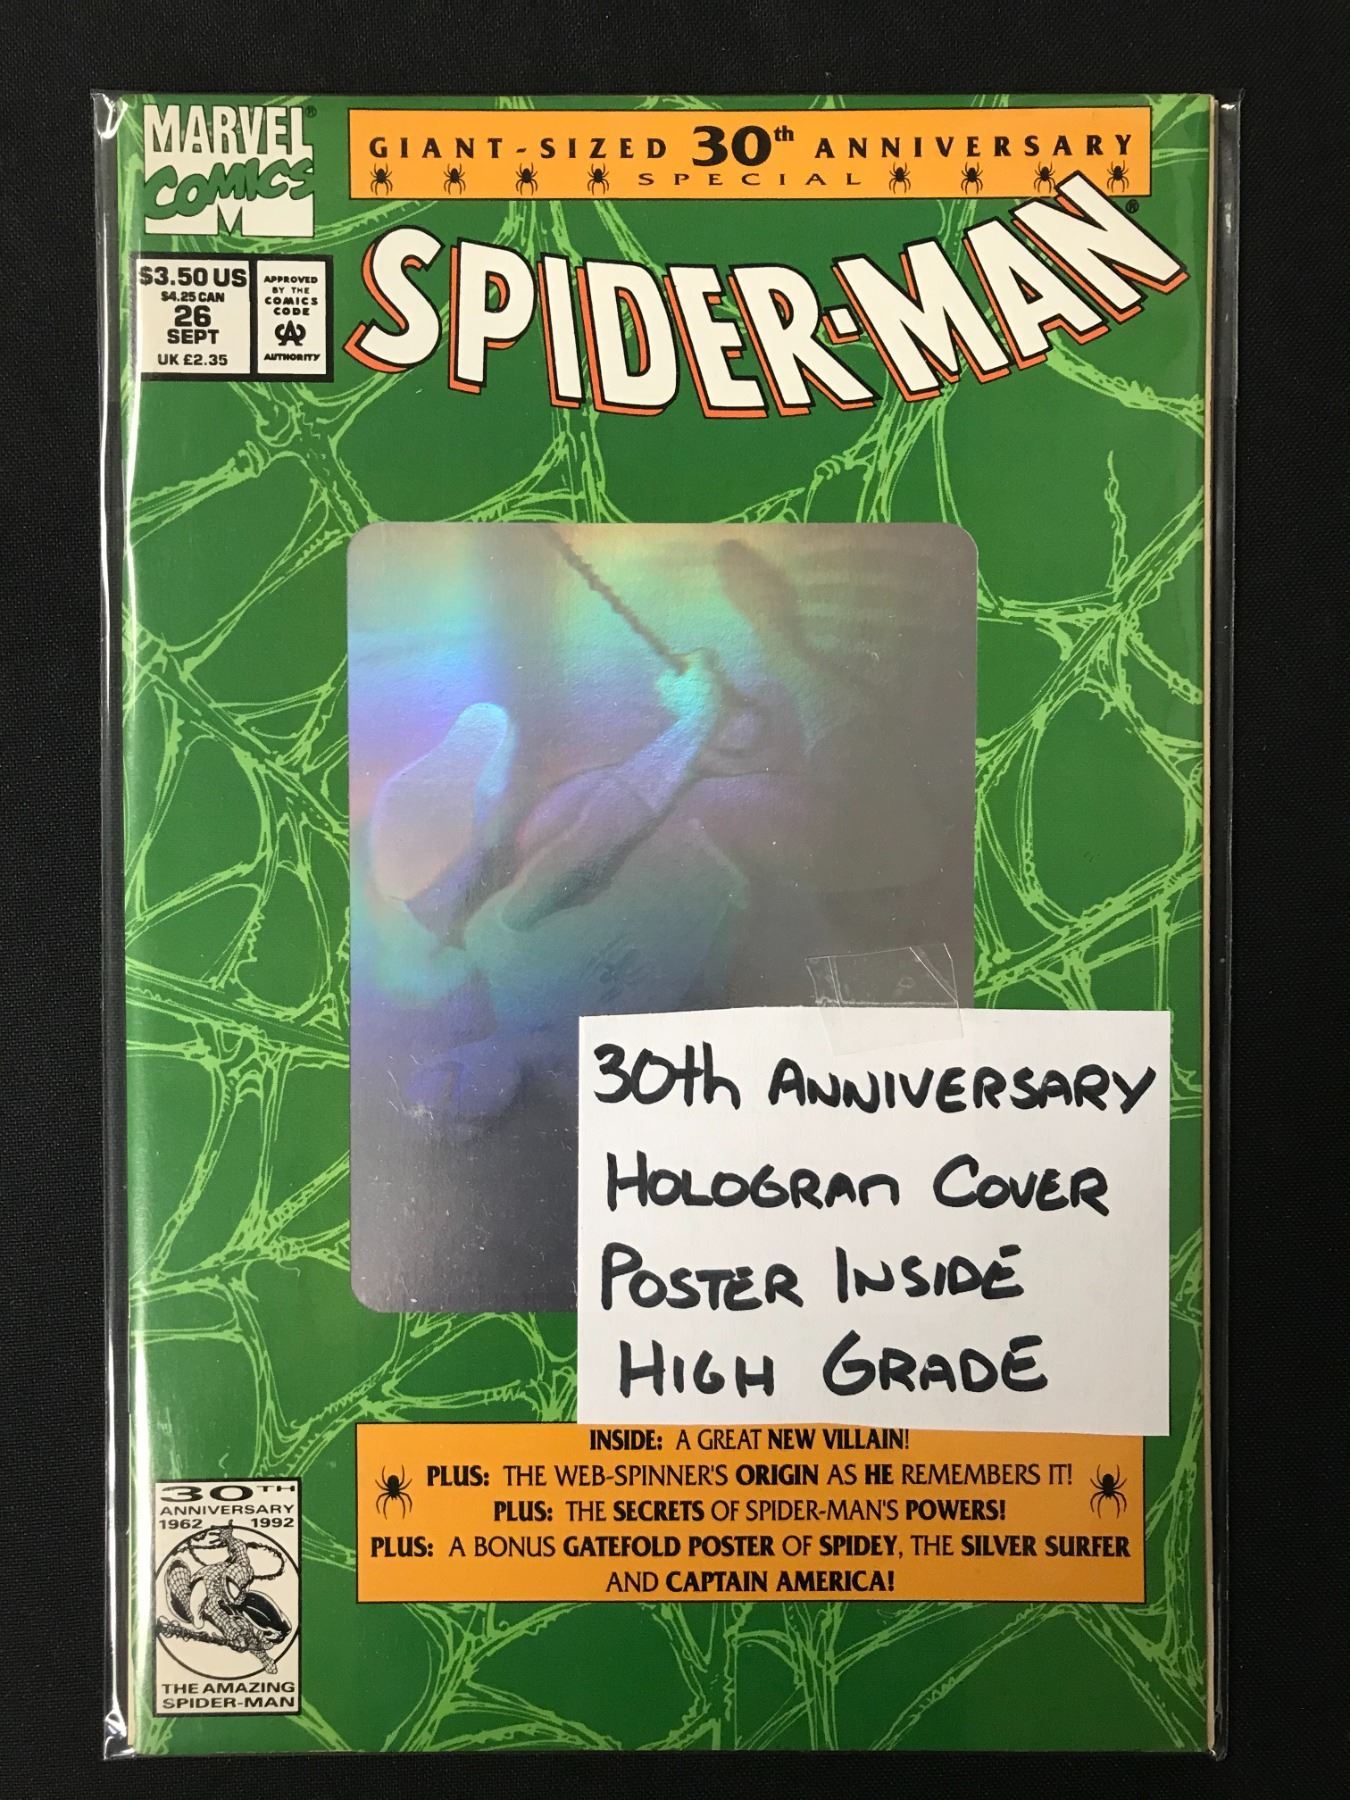 MARVEL®
COMICS
M
GIANT-SIZED 30th ANNIVERSARY
SPECIAL
SPIDER-MAN®
$3.50 US
$4.25 CAN
26
SEPT
UK £2.35
APPROVED
BY THE
COMICS
CODE
CA
AUTHORITY
30th ANNIVERSARY
HOLOGRAM COVER
POSTER INSIDE
HIGH GRADE
INSIDE: A GREAT NEW VILLAIN!
PLUS: THE WEB-SPINNER'S ORIGIN AS HE REMEMBERS IT!
PLUS: THE SECRETS OF SPIDER-MAN'S POWERS!
PLUS: A BONUS GATEFOLD POSTER OF SPIDEY, THE SILVER SURFER
AND CAPTAIN AMERICA!
30TH
ANNIVERSARY
1962 1992
THE AMAZING
SPIDER-MAN